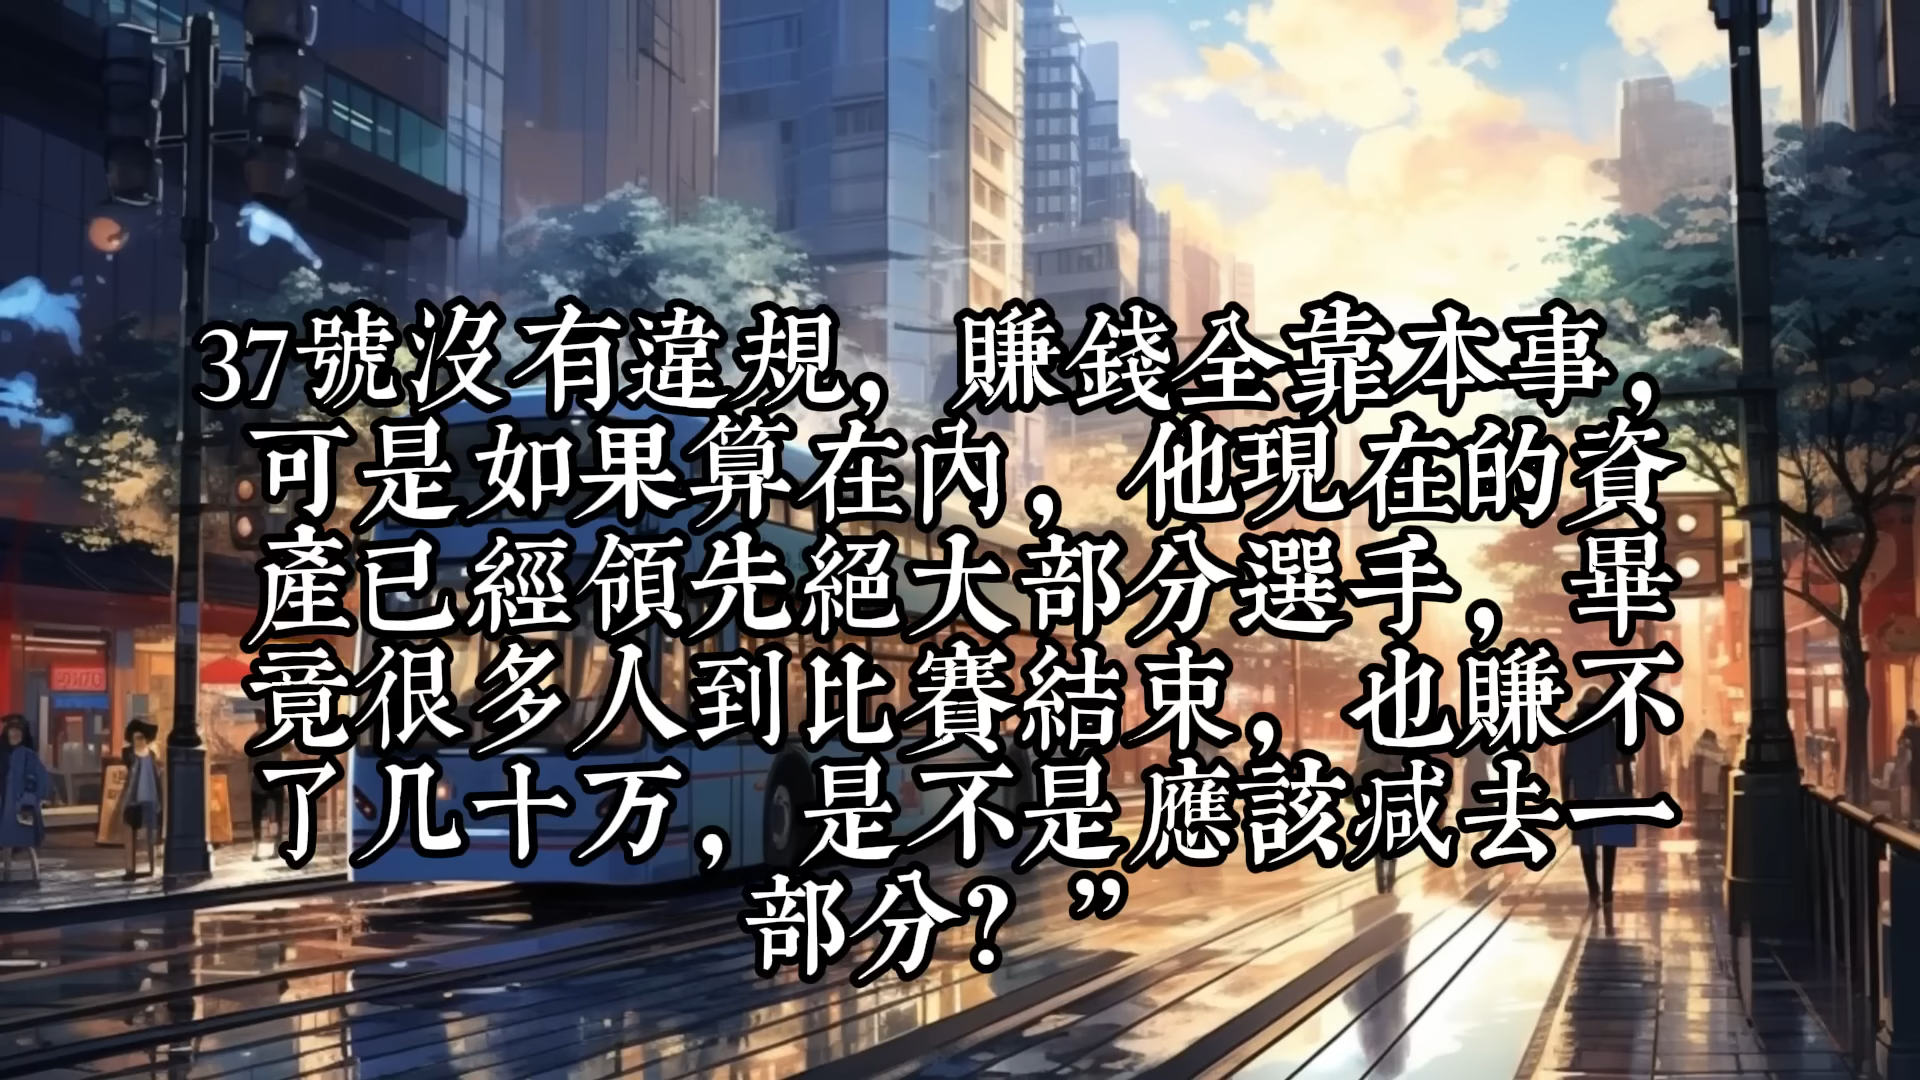 37號沒有違規，賺錢全靠本事，
可是如果算在內，他現在的資
產已經領先絕大部分選手，畢
竟很多人到比賽結束，也賺不
了几十万，是不是應該減去一
部分？”